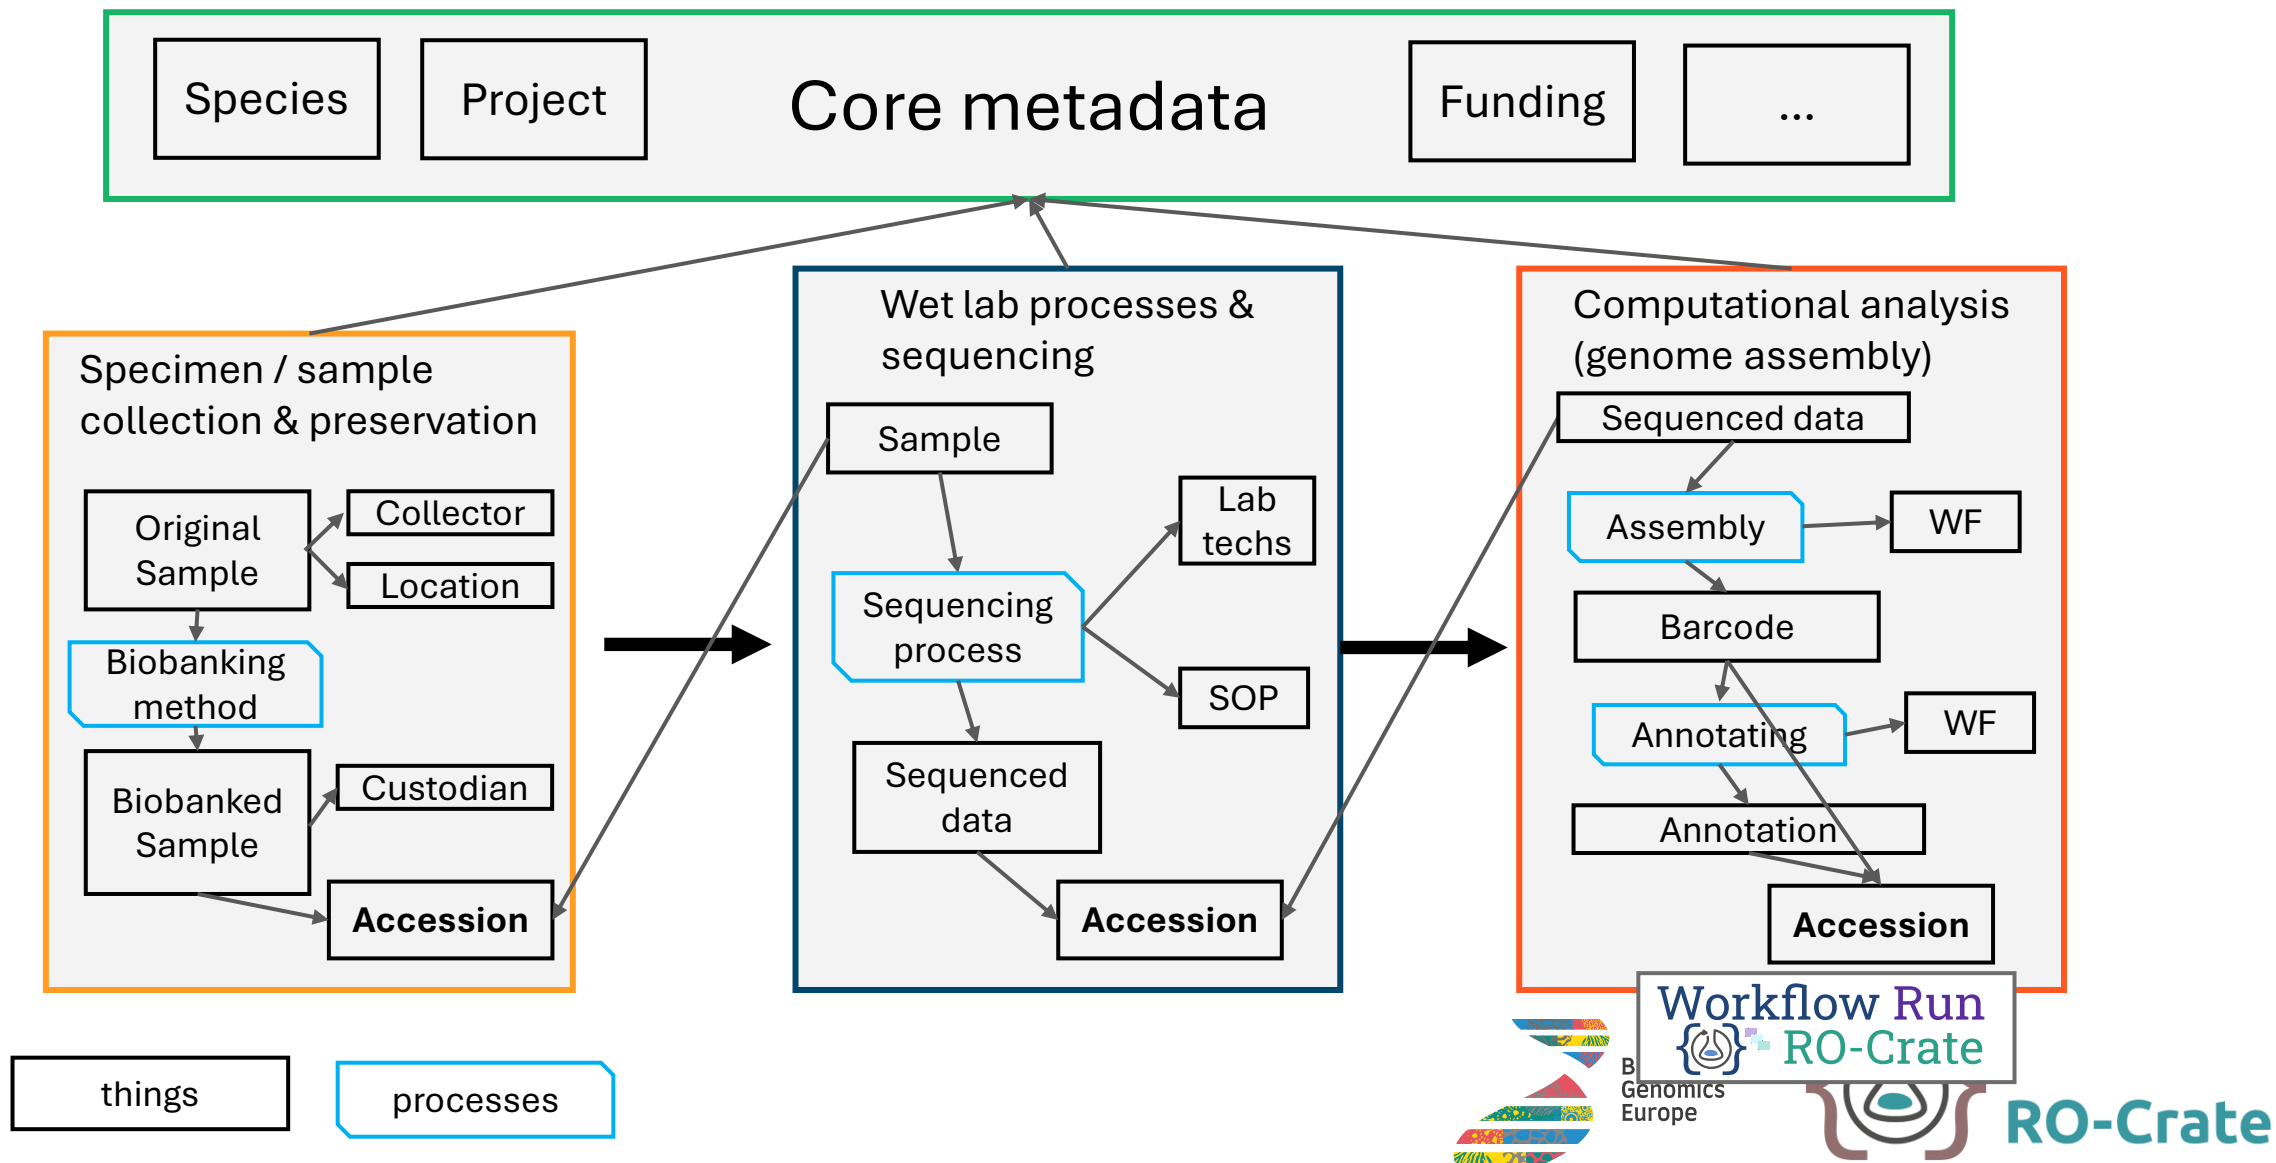 Species
Project
Core metadata
Funding
...
Specimen / sample
collection & preservation
Original
Sample
Collector
Location
Biobanking
method
Biobanked
Sample
Custodian
Accession
Wet lab processes &
sequencing
Sample
Lab
techs
Sequencing
process
SOP
Sequenced
data
Accession
Computational analysis
(genome assembly)
Sequenced data
Assembly
WF
Barcode
Annotating
WF
Annotation
Accession
things
processes
Workflow Run
RO-Crate
Genomics
Europe
RO-Crate